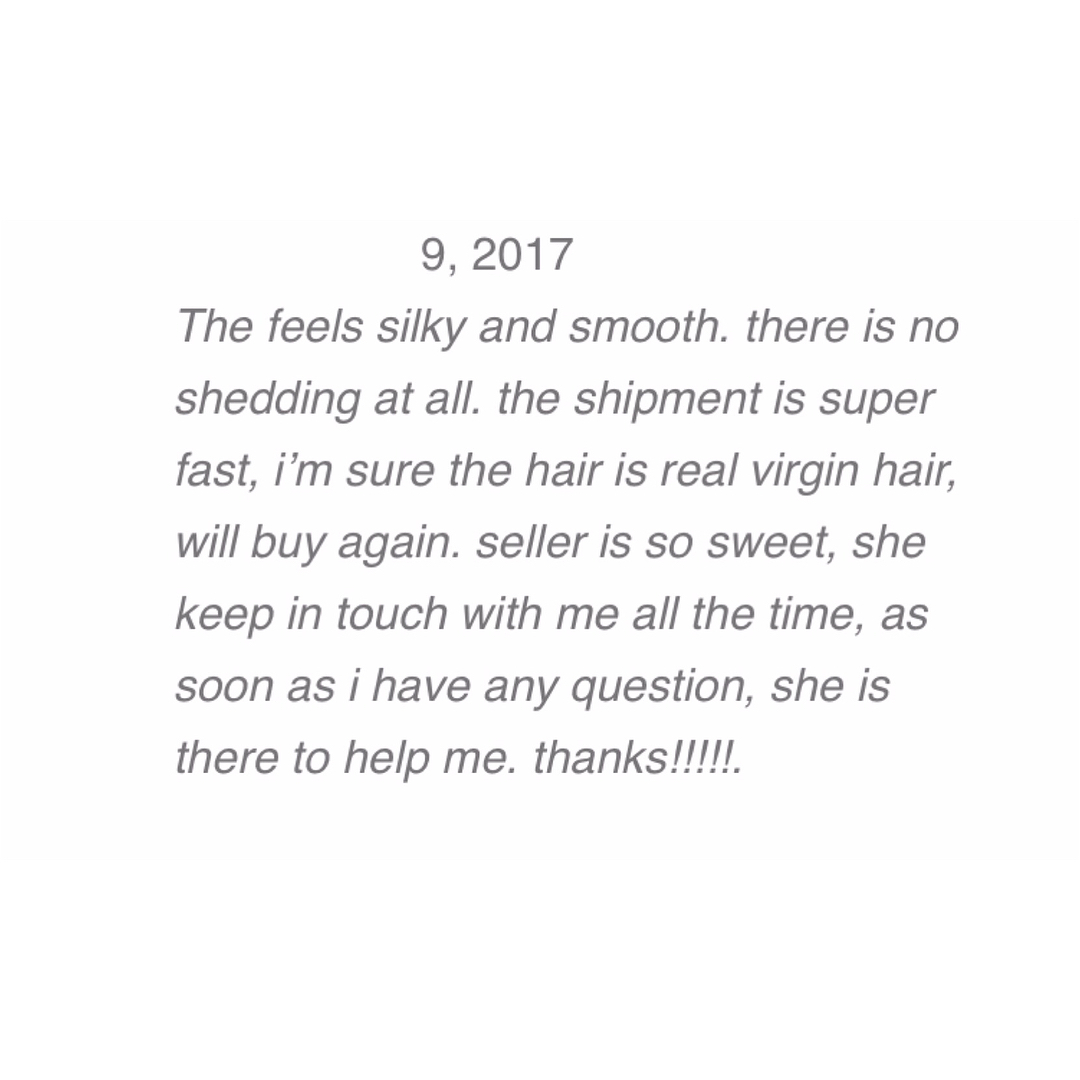 9, 2017
The feels silky and smooth. there is no
shedding at all. the shipment is super
fast, i’m sure the hair is real virgin hair,
will buy again. seller is so sweet, she
keep in touch with me all the time, as
soon as i have any question, she is
there to help me. thanks!!!!!.